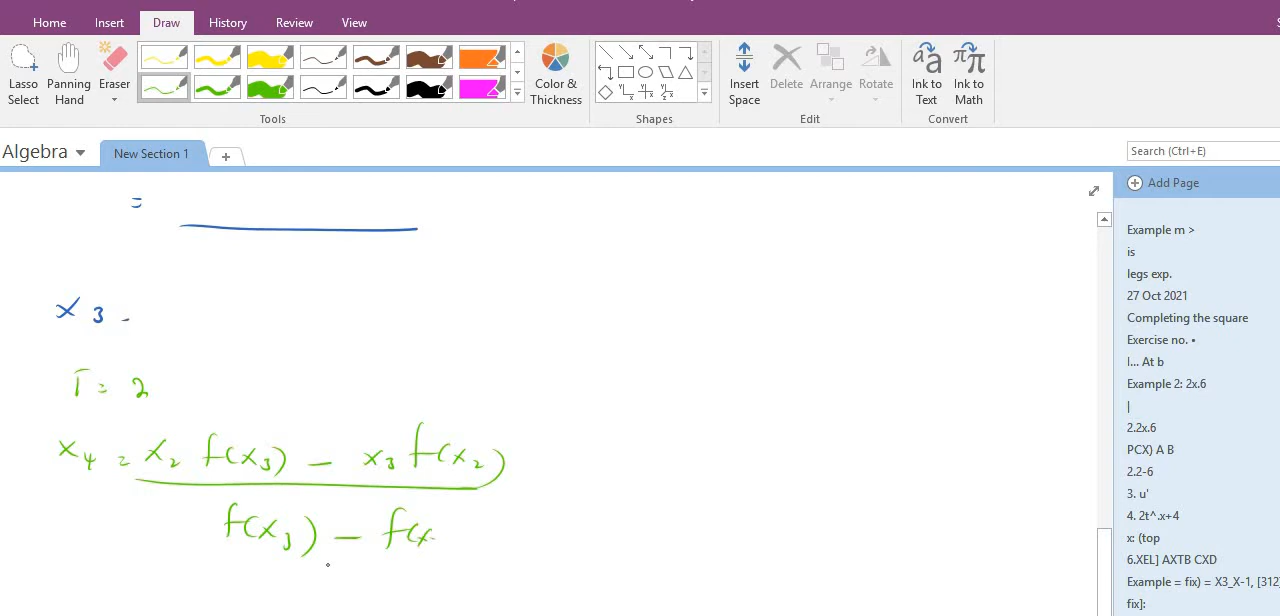 Home Insert Draw History Review View
Lasso Select Panning Hand Eraser Color & Thickness Insert Space Delete Arrange Rotate Ink to Text Ink to Math
Tools Shapes Edit Convert
Algebra New Section 1 +
Search (Ctrl+E)
Add Page
=
x₃ -
I = 2
x₄ = x₂ f(x₃) - x₃ f(x₂)
f(x₃) - f(x
Example m >
is
legs exp.
27 Oct 2021
Completing the square
Exercise no. •
I... At b
Example 2: 2x.6
|
2.2x.6
PCX) A B
2.2-6
3. u'
4. 2t^.x+4
x: (top
6.XEL] AXTB CXD
Example = fix) = X3_X-1, [312]
fix]: